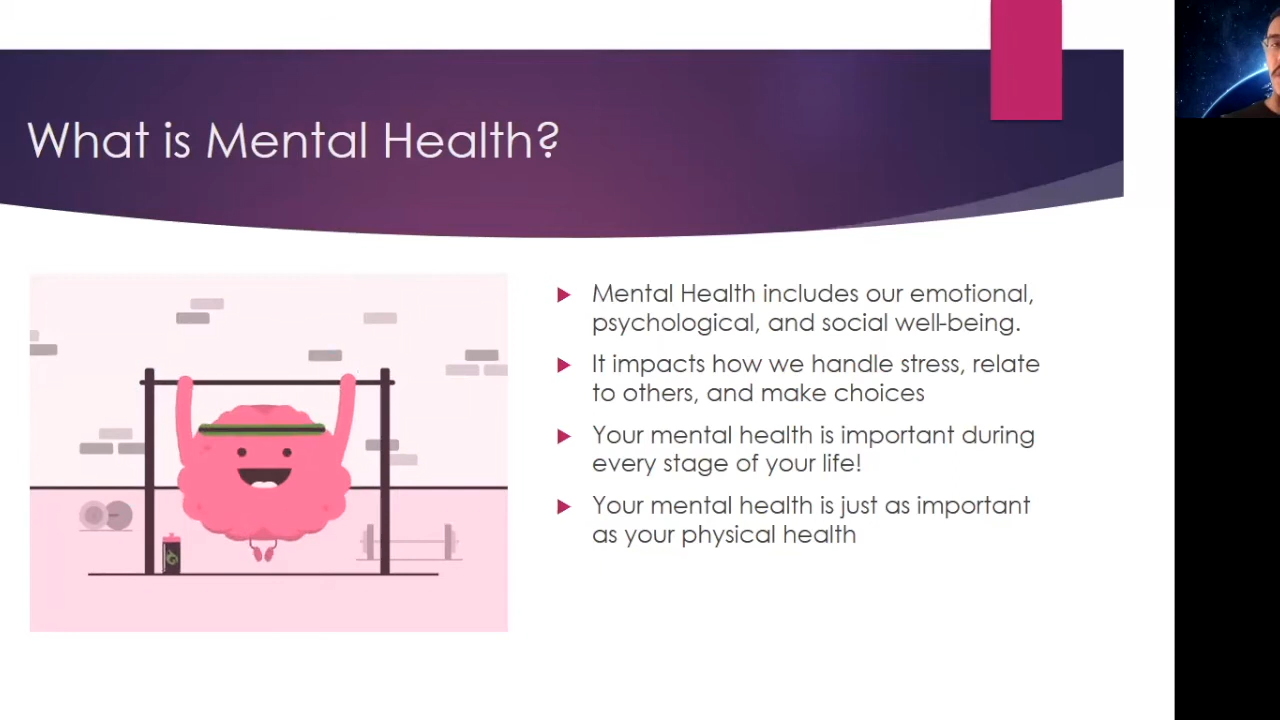 What is Mental Health?
Mental Health includes our emotional,
psychological, and social well-being.
It impacts how we handle stress, relate
to others, and make choices
Your mental health is important during
every stage of your life!
Your mental health is just as important
as your physical health